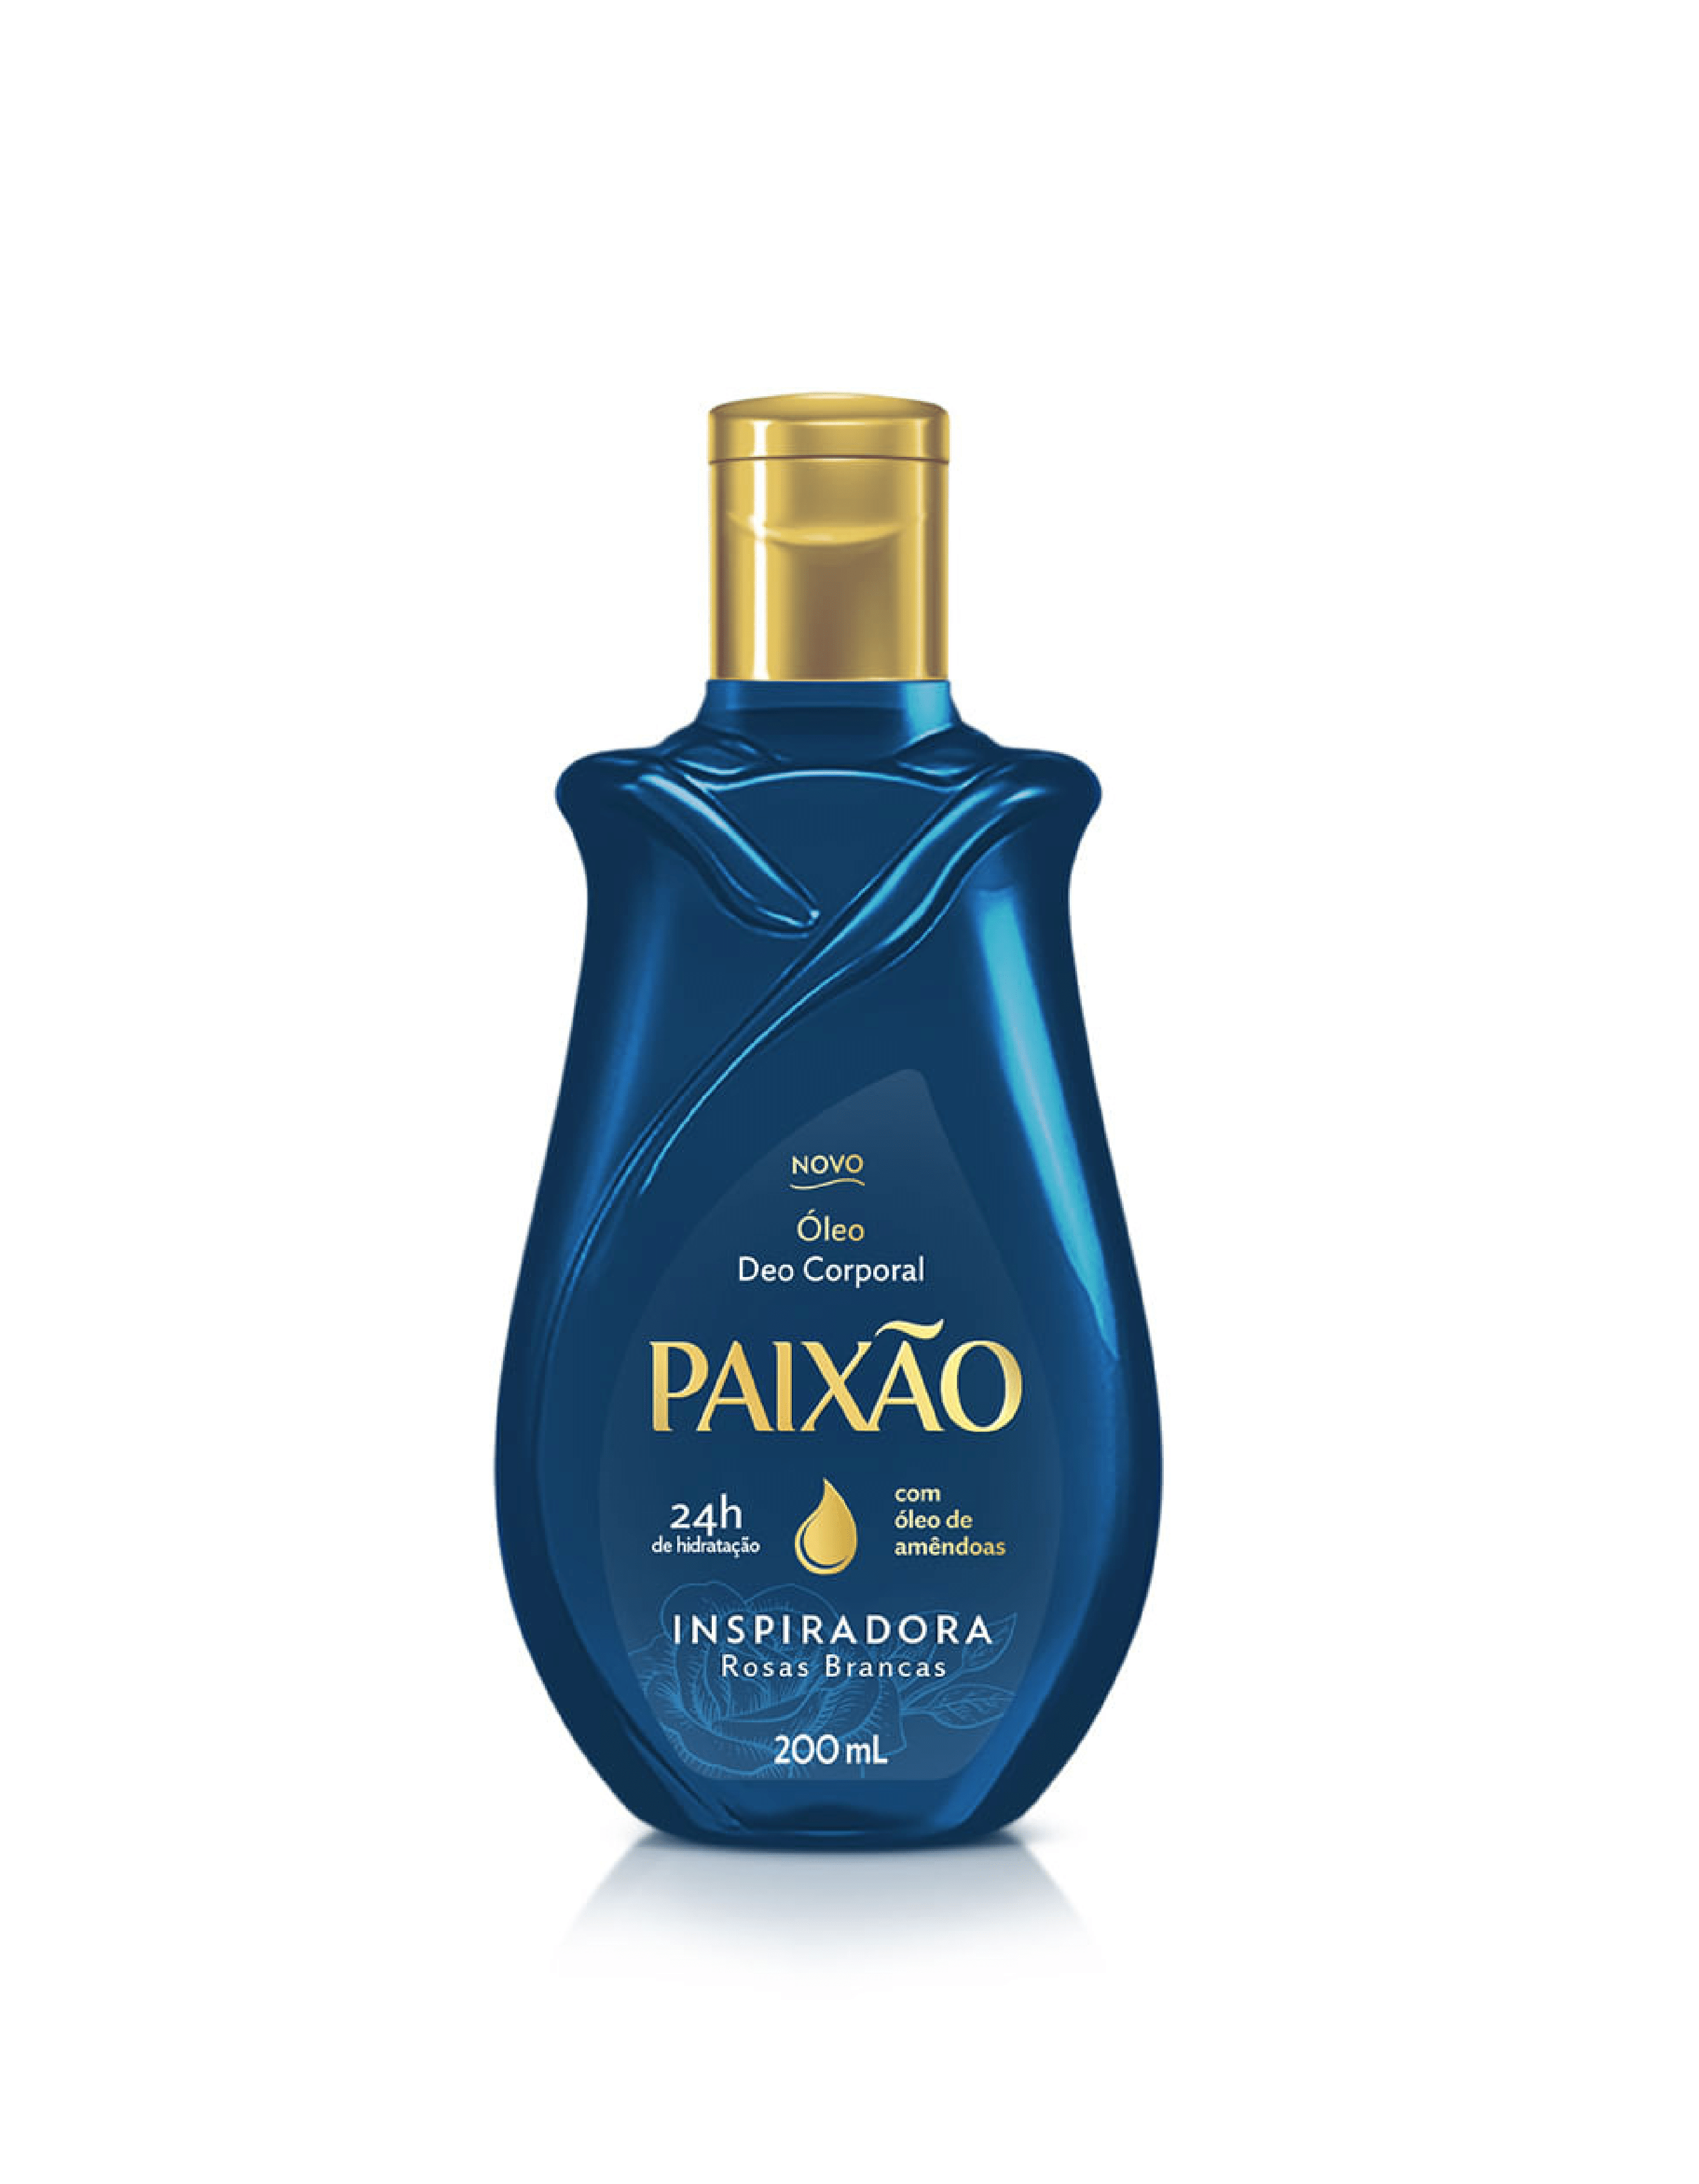 NOVO
Óleo
Deo Corporal
PAIXÃO
24h
de hidratação
com
óleo de
amêndoas
INSPIRADORA
Rosas Brancas
200 mL